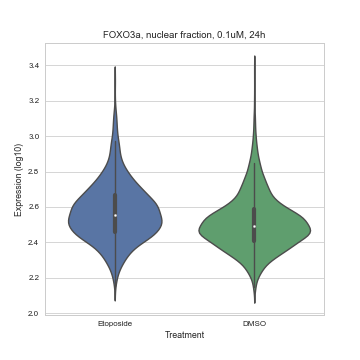 FOXO3a, nuclear fraction, 0.1uM, 24h
3.4
3.2
3.0
2.8
2.6
2.4
2.2
2.0
Expression (log10)
Etoposide
DMSO
Treatment